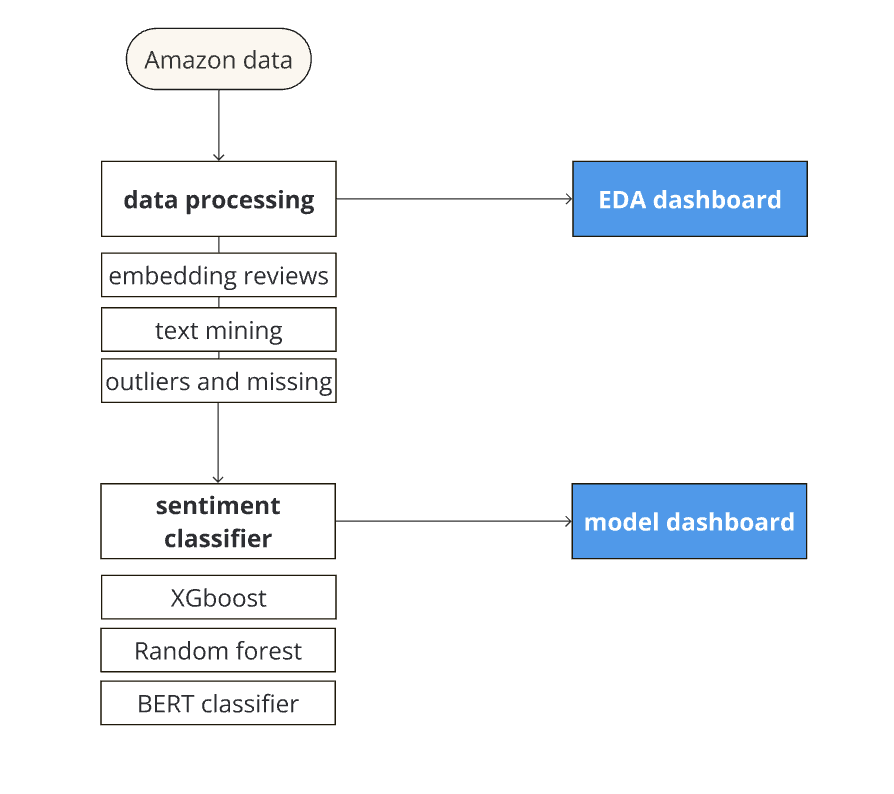 Amazon data
data processing
EDA dashboard
embedding reviews
text mining
outliers and missing
sentiment
classifier
model dashboard
XGboost
Random forest
BERT classifier